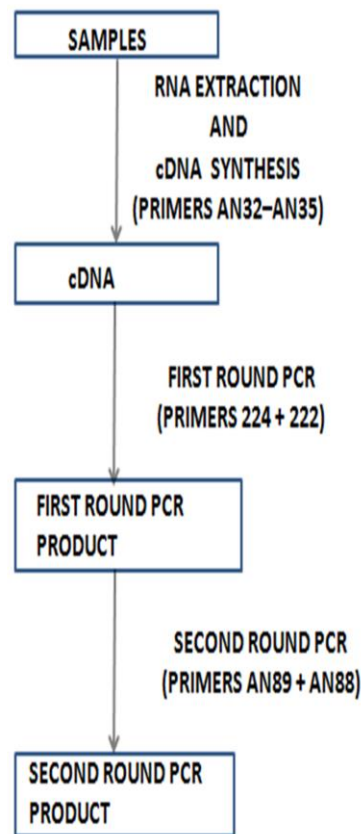 SAMPLES
RNA EXTRACTION
AND
cDNA SYNTHESIS
(PRIMERS AN32–AN35)
cDNA
FIRST ROUND PCR
(PRIMERS 224 + 222)
FIRST ROUND PCR
PRODUCT
SECOND ROUND PCR
(PRIMERS AN89 + AN88)
SECOND ROUND PCR
PRODUCT